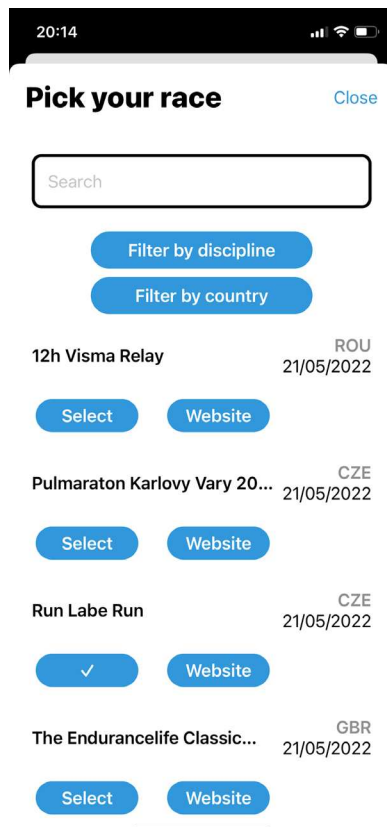 20:14
Pick your race
Close
Search
Filter by discipline
Filter by country
12h Visma Relay
ROU
21/05/2022
Select
Website
Pulmaraton Karlovy Vary 20...
CZE
21/05/2022
Select
Website
Run Labe Run
CZE
21/05/2022
✓
Website
The Endurancelife Classic...
GBR
21/05/2022
Select
Website